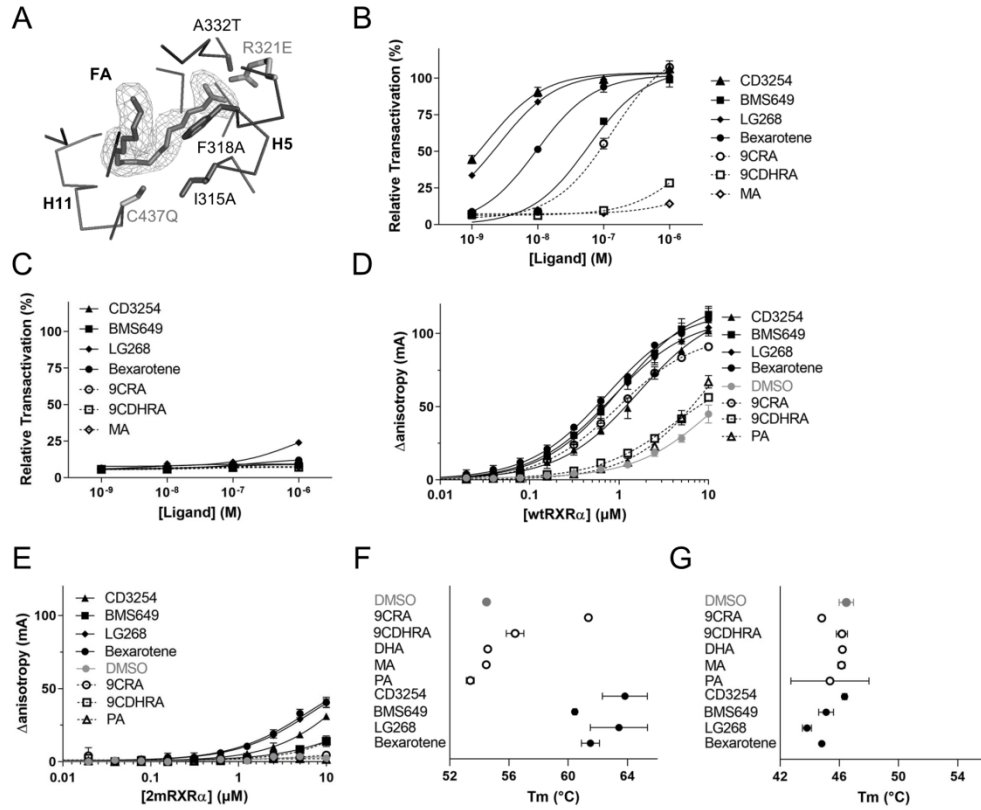 A
A332T
R321E
FA
F318A
H5
I315A
H11
C437Q
B
Relative Transactivation (%)
100
75
50
25
0
10-9
10-8
10-7
10-6
[Ligand] (M)
CD3254
BMS649
LG268
Bexarotene
9CRA
9CDHRA
MA
C
Relative Transactivation (%)
100
75
50
25
0
10-9
10-8
10-7
10-6
[Ligand] (M)
CD3254
BMS649
LG268
Bexarotene
9CRA
9CDHRA
MA
D
Δanisotropy (mA)
100
50
0
0.01
0.1
1
10
[wtRXRα] (µM)
CD3254
BMS649
LG268
Bexarotene
DMSO
9CRA
9CDHRA
PA
E
Δanisotropy (mA)
100
50
0
0.01
0.1
1
10
[2mRXRα] (µM)
CD3254
BMS649
LG268
Bexarotene
DMSO
9CRA
9CDHRA
PA
F
DMSO
9CRA
9CDHRA
DHA
MA
PA
CD3254
BMS649
LG268
Bexarotene
52
56
60
64
Tm (°C)
G
DMSO
9CRA
9CDHRA
DHA
MA
PA
CD3254
BMS649
LG268
Bexarotene
42
46
50
54
Tm (°C)